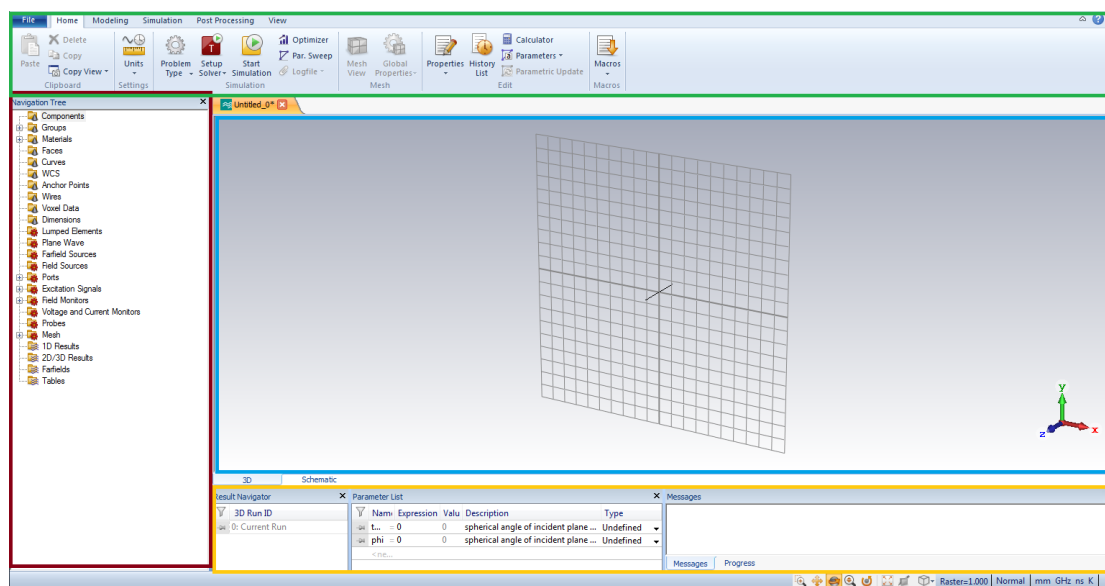 File Home Modeling Simulation Post Processing View
Paste
Delete
Copy
Copy View
Clipboard
Units
Settings
Problem Type
Setup Solver
Start Simulation
Optimizer
Par. Sweep
Logfile
Simulation
Mesh View
Global Properties
Mesh
Properties
History List
Calculator
Parameters
Parametric Update
Edit
Macros
Macros
Navigation Tree
Components
Groups
Materials
Faces
Curves
WCS
Anchor Points
Wires
Voxel Data
Dimensions
Lumped Elements
Plane Wave
Farfield Sources
Field Sources
Ports
Excitation Signals
Field Monitors
Voltage and Current Monitors
Probes
Mesh
1D Results
2D/3D Results
Farfields
Tables
Untitled_0*
y
x
z
3D Schematic
Result Navigator
3D Run ID
0: Current Run
Parameter List
Name Expression Valu Description Type
t... = 0 0 spherical angle of incident plane ... Undefined
phi = 0 0 spherical angle of incident plane ... Undefined
<ne...
Messages
Messages Progress
Raster=1.000 Normal mm GHz ns K